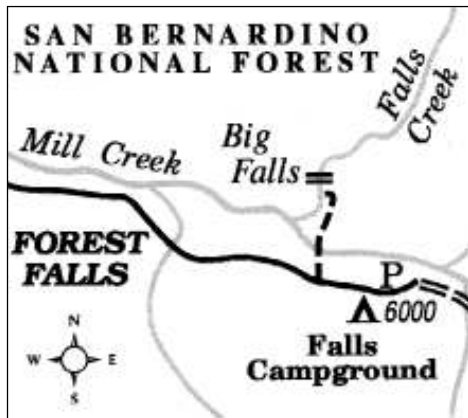 SAN BERNARDINO
NATIONAL FOREST
Falls
Creek
Big
Falls
Mill Creek
FOREST
FALLS
P
6000
Falls
Campground
N
W E
S